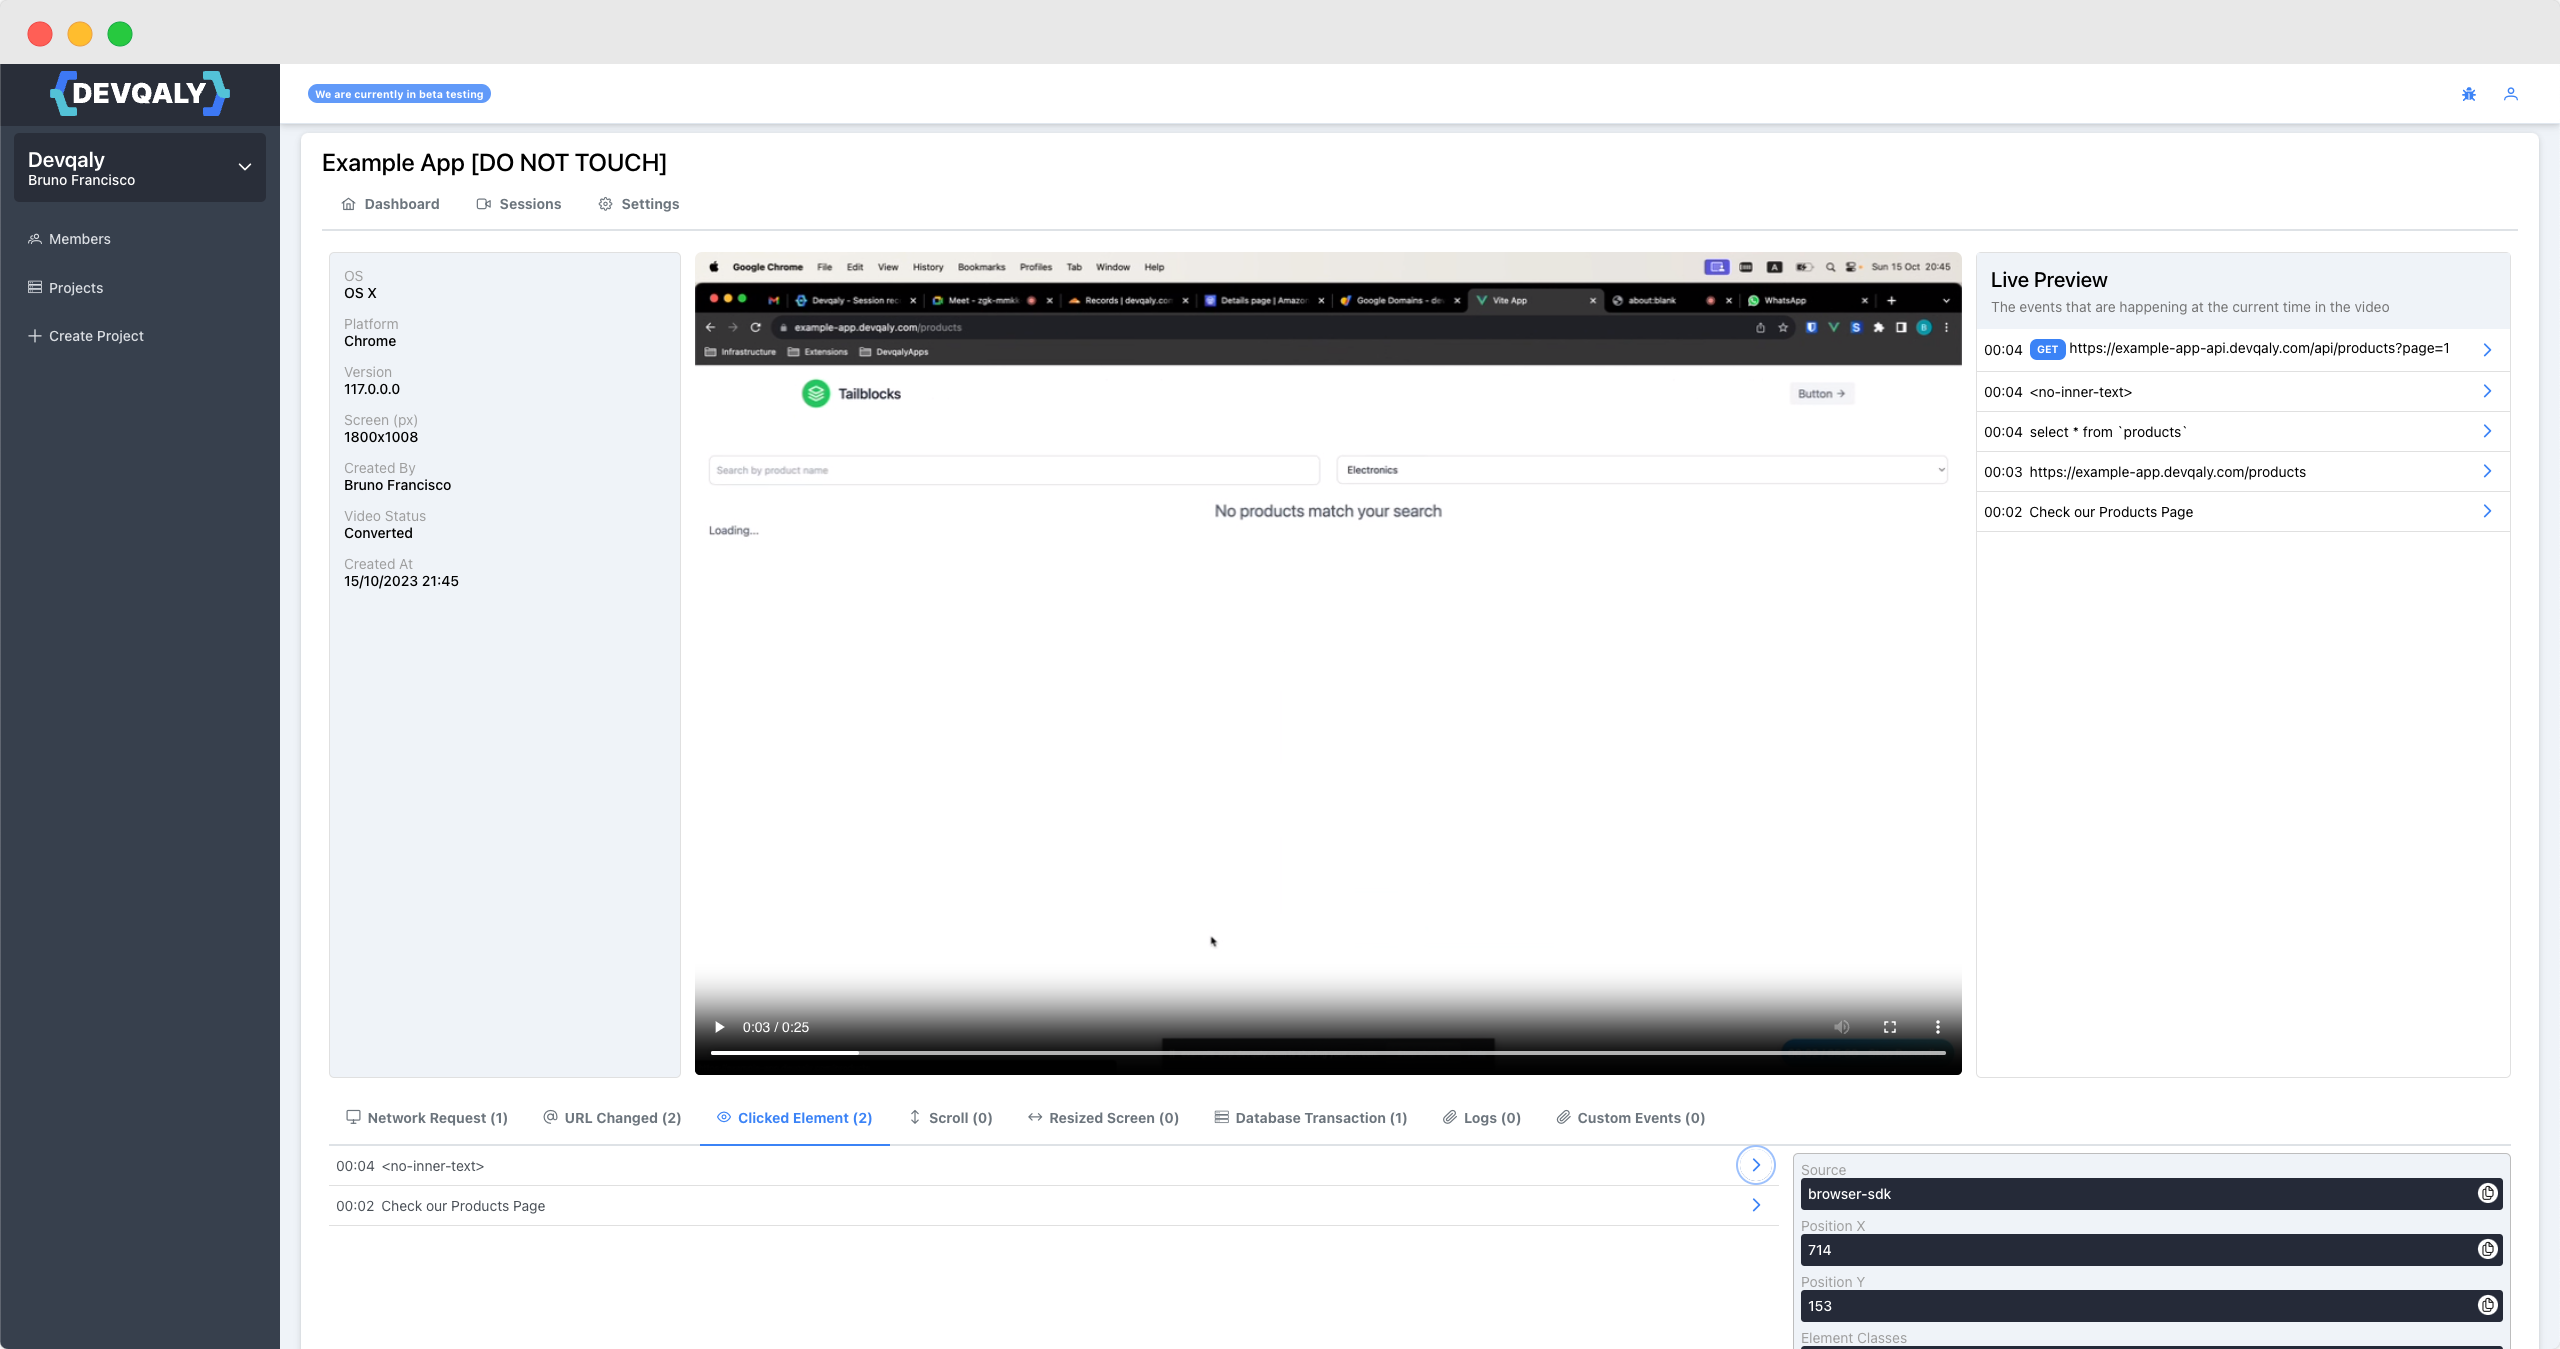 DEVQALY
We are currently in beta testing
Devqaly
Bruno Francisco
Members
Projects
Create Project
Example App [DO NOT TOUCH]
Dashboard
Sessions
Settings
OS
OS X
Platform
Chrome
Version
117.0.0.0
Screen (px)
1800x1008
Created By
Bruno Francisco
Video Status
Converted
Created At
15/10/2023 21:45
Google Chrome File Edit View History Bookmarks Profiles Tab Window Help
A
Sun 15 Oct 20:45
Devqaly - Session rec
Meet - zgk-mmkk
Records | devqaly.com
Details page | Amazon
Google Domains - dev
Vite App
about:blank
WhatsApp
example-app.devqaly.com/products
S
B
Infrastructure
Extensions
DevqalyApps
Tailblocks
Button →
Search by product name
Electronics
No products match your search
Loading...
0:03 / 0:25
Live Preview
The events that are happening at the current time in the video
00:04 GET https://example-app-api.devqaly.com/api/products?page=1
00:04 <no-inner-text>
00:04 select * from `products`
00:03 https://example-app.devqaly.com/products
00:02 Check our Products Page
Network Request (1)
URL Changed (2)
Clicked Element (2)
Scroll (0)
Resized Screen (0)
Database Transaction (1)
Logs (0)
Custom Events (0)
00:04 <no-inner-text>
00:02 Check our Products Page
Source
browser-sdk
Position X
714
Position Y
153
Element Classes